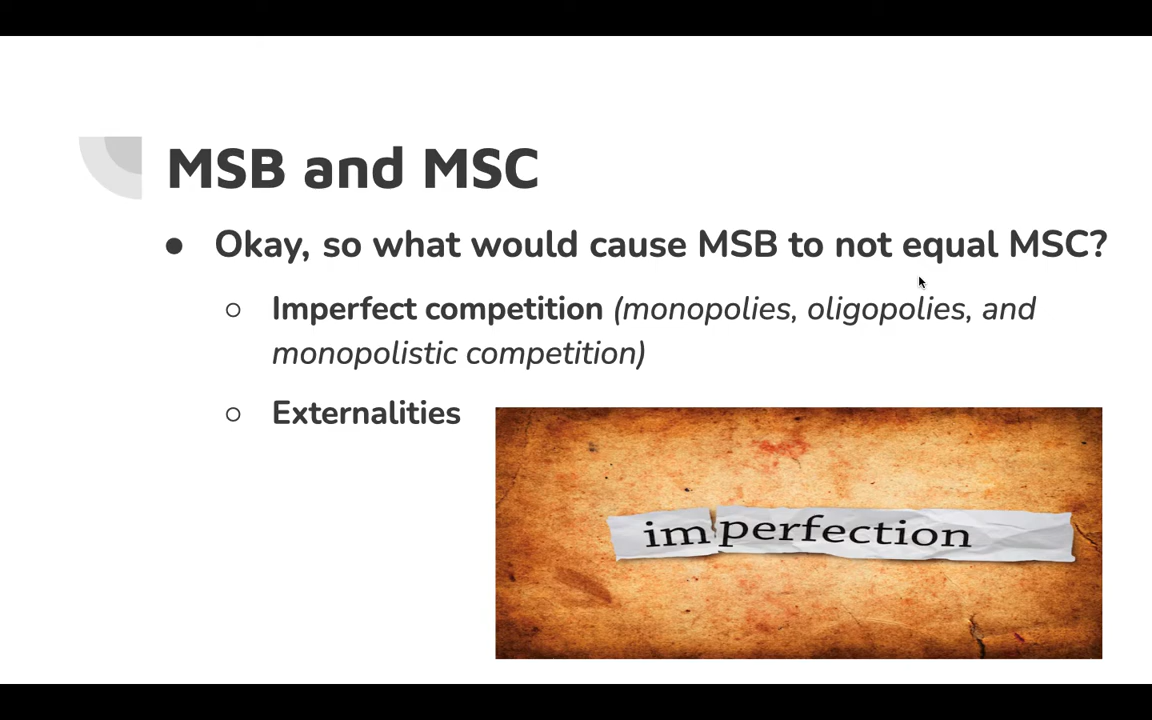 MSB and MSC
● Okay, so what would cause MSB to not equal MSC?
○ Imperfect competition (monopolies, oligopolies, and
monopolistic competition)
○ Externalities
imperfection